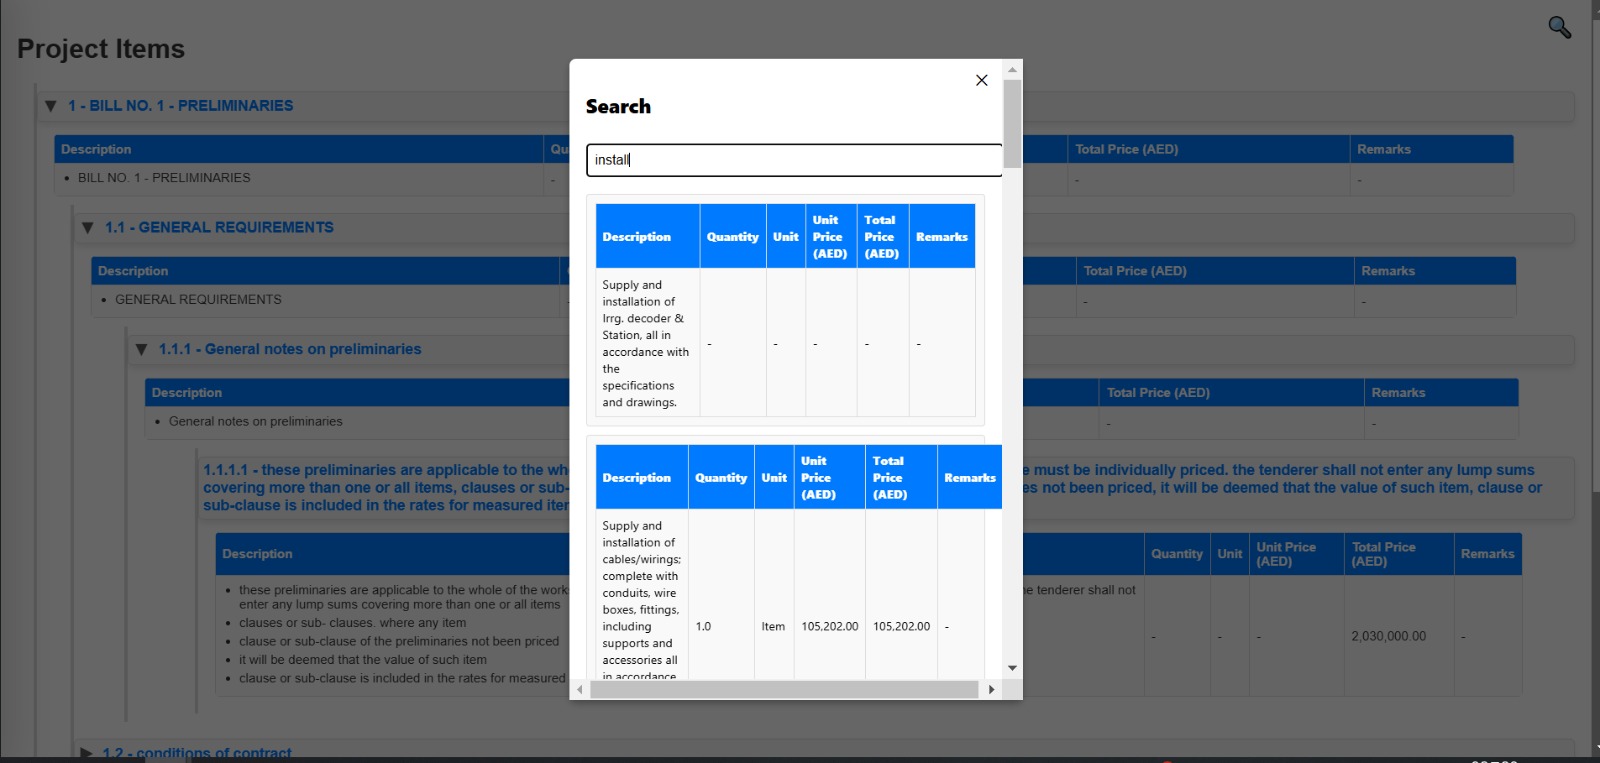 Project Items
1 - BILL NO. 1 - PRELIMINARIES
Description Qu Total Price (AED) Remarks
• BILL NO. 1 - PRELIMINARIES - - -
1.1 - GENERAL REQUIREMENTS
Description Total Price (AED) Remarks
• GENERAL REQUIREMENTS - - -
1.1.1 - General notes on preliminaries
Description Total Price (AED) Remarks
• General notes on preliminaries - -
1.1.1.1 - these preliminaries are applicable to the wh
e must be individually priced. the tenderer shall not enter any lump sums
covering more than one or all items, clauses or sub-
es not been priced, it will be deemed that the value of such item, clause or
sub-clause is included in the rates for measured iter
Description Quantity Unit Unit Price (AED) Total Price (AED) Remarks
• these preliminaries are applicable to the whole of the work
e tenderer shall not
enter any lump sums covering more than one or all items
• clauses or sub- clauses. where any item
• clause or sub-clause of the preliminaries not been priced
• it will be deemed that the value of such item
• clause or sub-clause is included in the rates for measured
- - - 2,030,000.00 -
1.2 - conditions of contract
Search
install
Description Quantity Unit Unit Price (AED) Total Price (AED) Remarks
Supply and
installation of
Irrg. decoder &
Station, all in
accordance with
the
specifications
and drawings.
- - - - -
Description Quantity Unit Unit Price (AED) Total Price (AED) Remarks
Supply and
installation of
cables/wirings;
complete with
conduits, wire
boxes, fittings,
including
supports and
accessories all
in accordance
1.0 Item 105,202.00 105,202.00 -